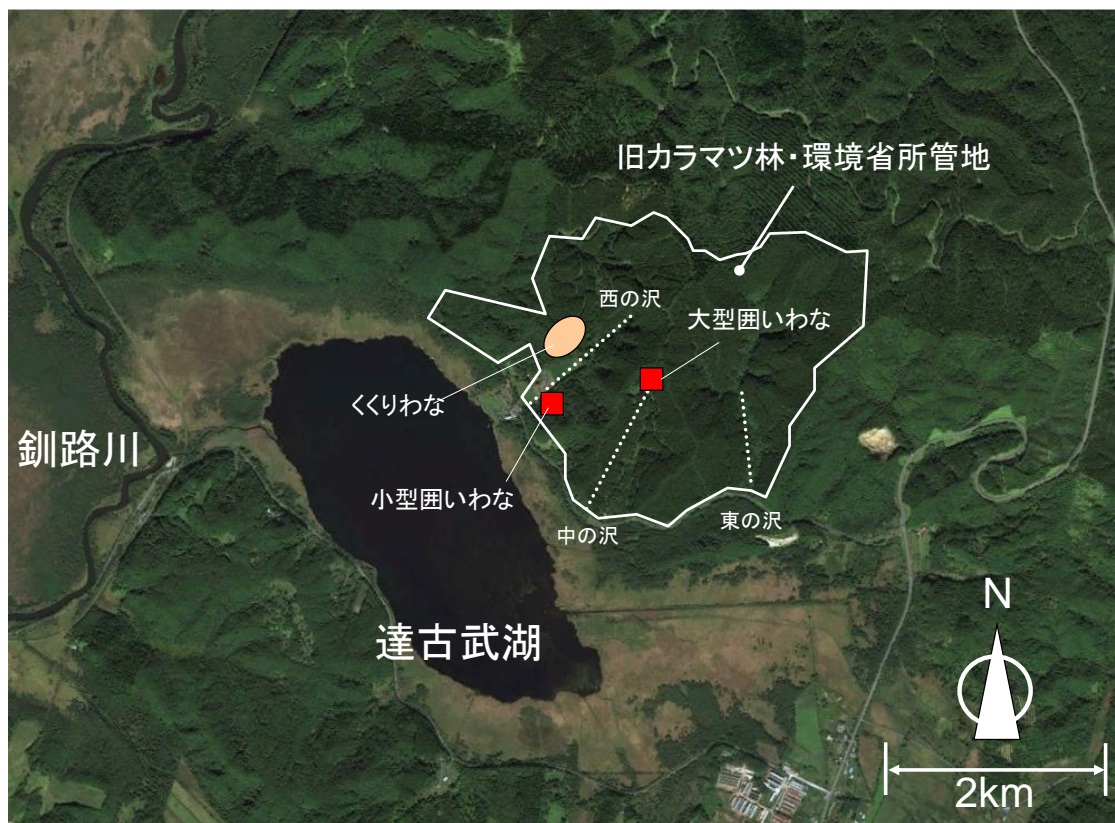 旧カラマツ林・環境省所管地
西の沢
大型囲いわな
くくりわな
釧路川
小型囲いわな
中の沢
東の沢
達古武湖
N
2km